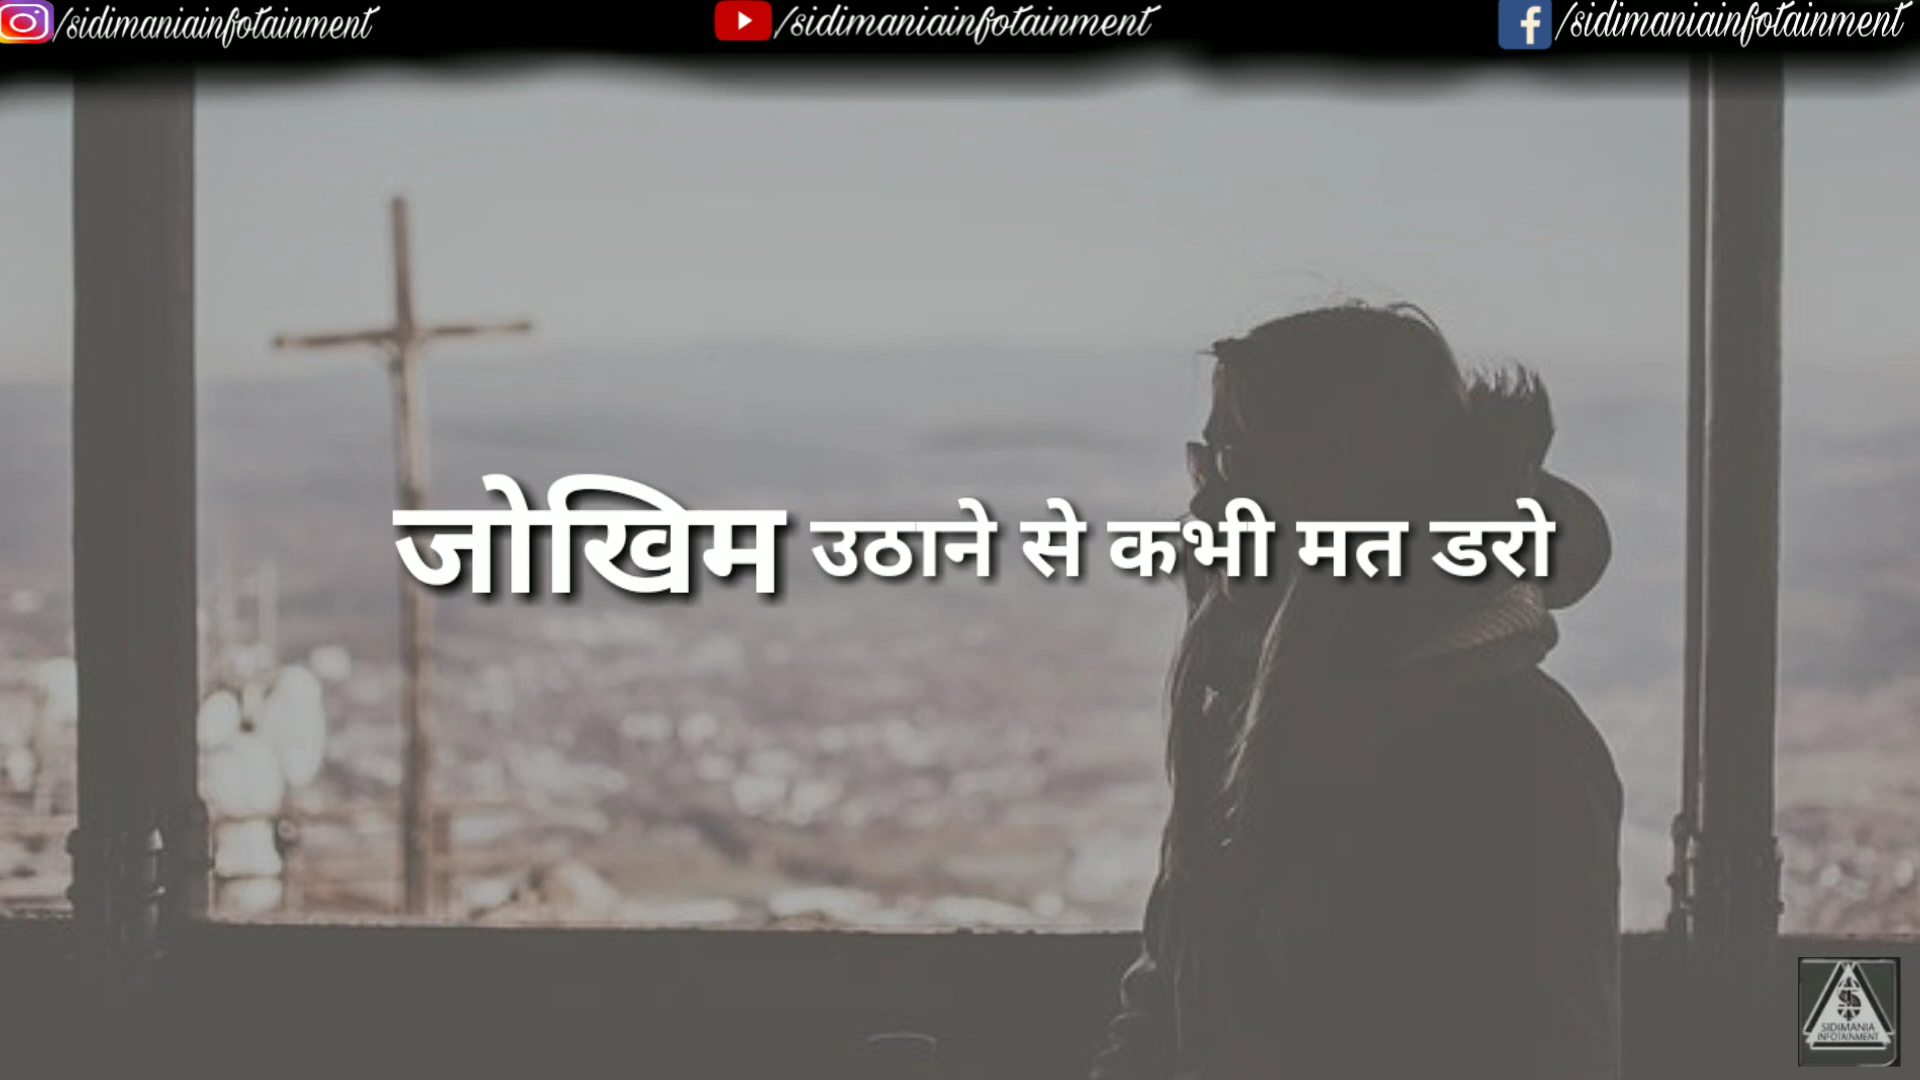 /sidimaniainfotainment /sidimaniainfotainment /sidimaniainfotainment
जोखिम उठाने से कभी मत डरो
SIDIMANIA
INFOTAINMENT